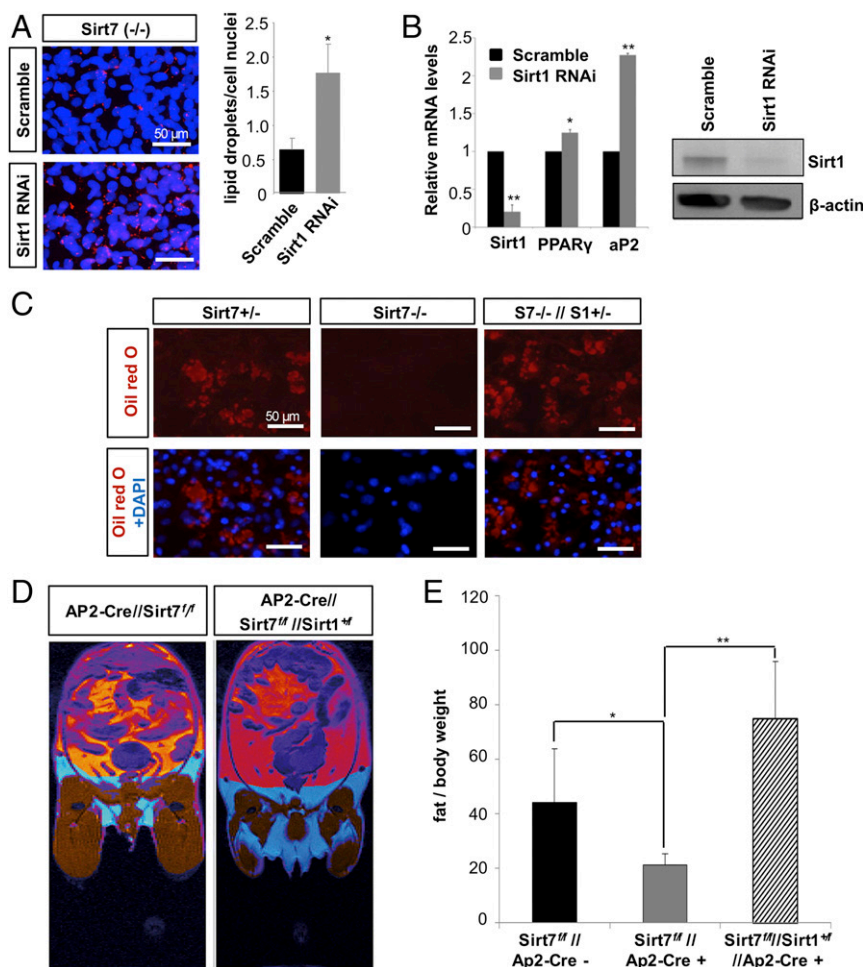 A
Sirt7 (-/-)
Scramble
50 µm
Sirt1 RNAi
lipid droplets/cell nuclei
2.5
2.0
1.5
1.0
0.5
0
*
Scramble
Sirt1 RNAi
B
Relative mRNA levels
2.5
2
1.5
1
0.5
0
Scramble
Sirt1 RNAi
**
*
**
Sirt1
PPARγ
aP2
Scramble
Sirt1 RNAi
Sirt1
β-actin
C
Sirt7+/-
Sirt7-/-
S7-/- // S1+/-
Oil red O
50 µm
Oil red O
+DAPI
D
AP2-Cre//Sirt7f/f
AP2-Cre//
Sirt7f/f //Sirt1+/f
E
fat / body weight
120
100
80
60
40
20
0
*
**
Sirt7f/f //
Ap2-Cre -
Sirt7f/f //
Ap2-Cre +
Sirt7f/f//Sirt1+/f
//Ap2-Cre +